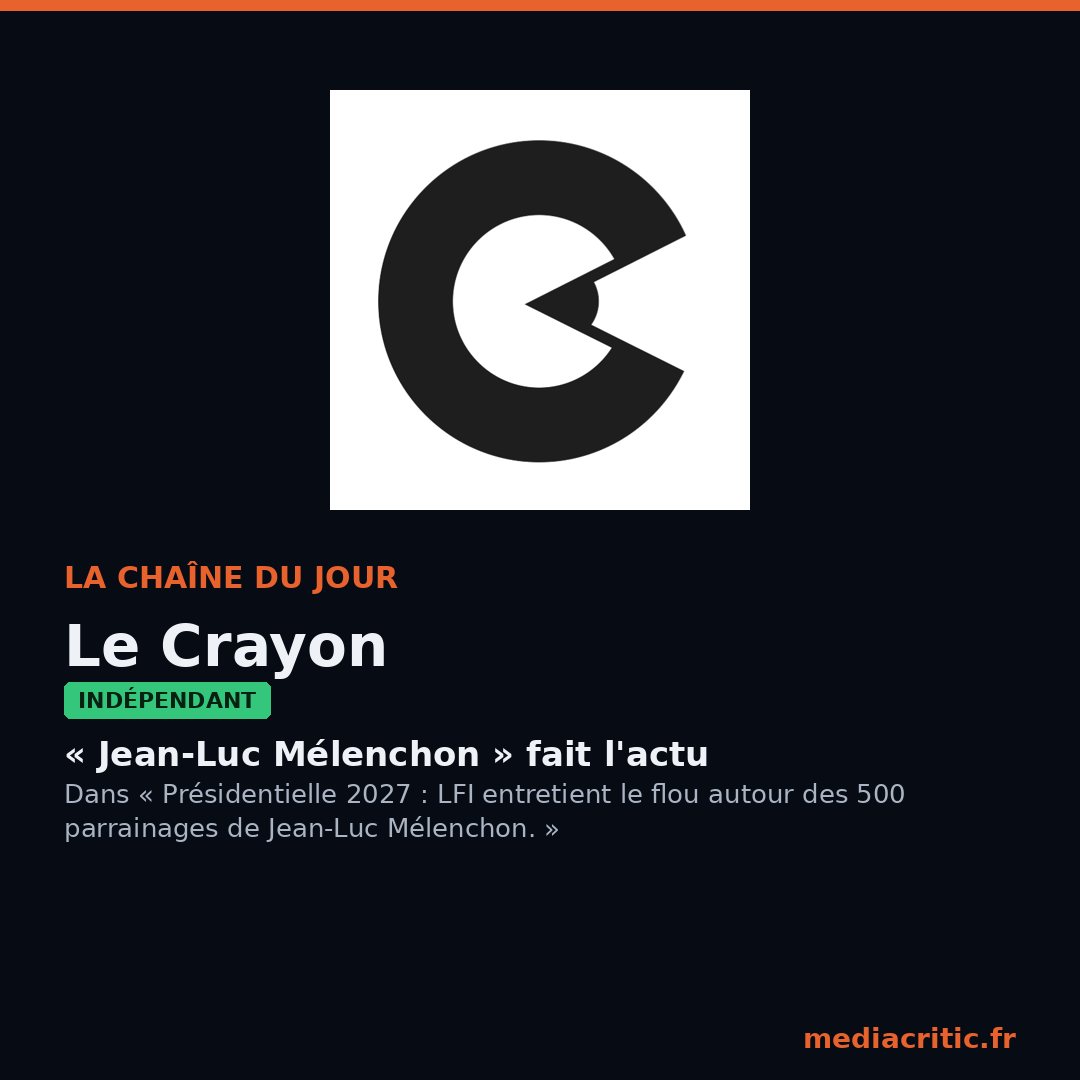 LA CHAÎNE DU JOUR
Le Crayon
INDÉPENDANT
« Jean-Luc Mélenchon » fait l'actu
Dans « Présidentielle 2027 : LFI entretient le flou autour des 500
parrainages de Jean-Luc Mélenchon. »
mediacritic.fr